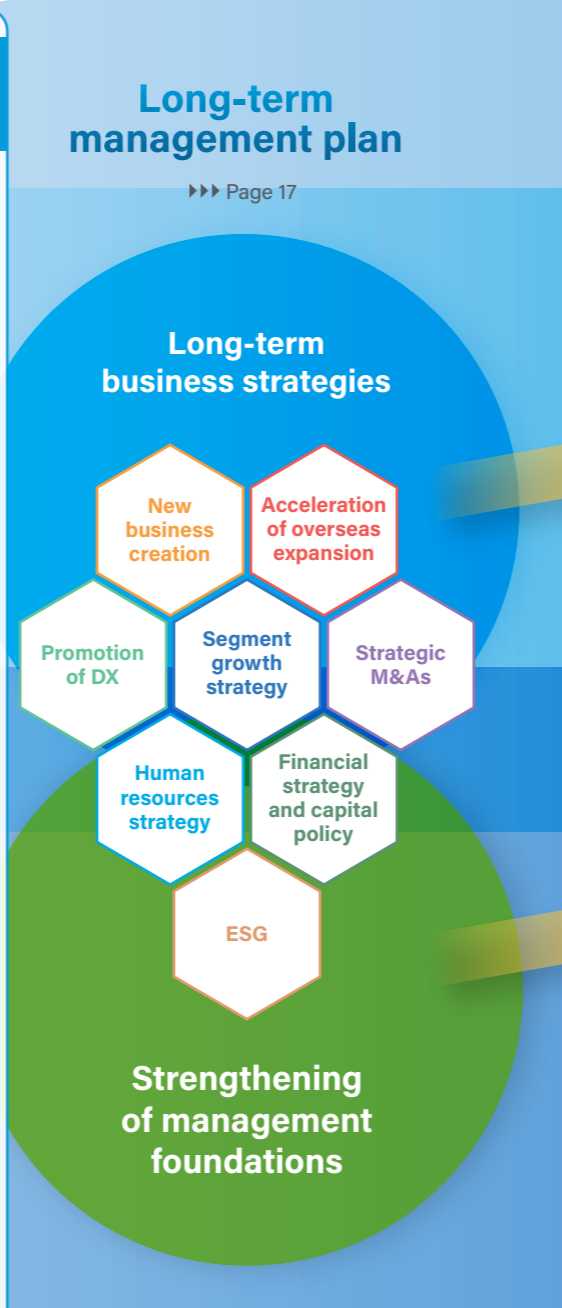 Long-term
management plan
Page 17
Long-term
business strategies
New
business
creation
Acceleration
of overseas
expansion
Promotion
of DX
Segment
growth
strategy
Strategic
M&As
Human
resources
strategy
Financial
strategy
and capital
policy
ESG
Strengthening
of management
foundations